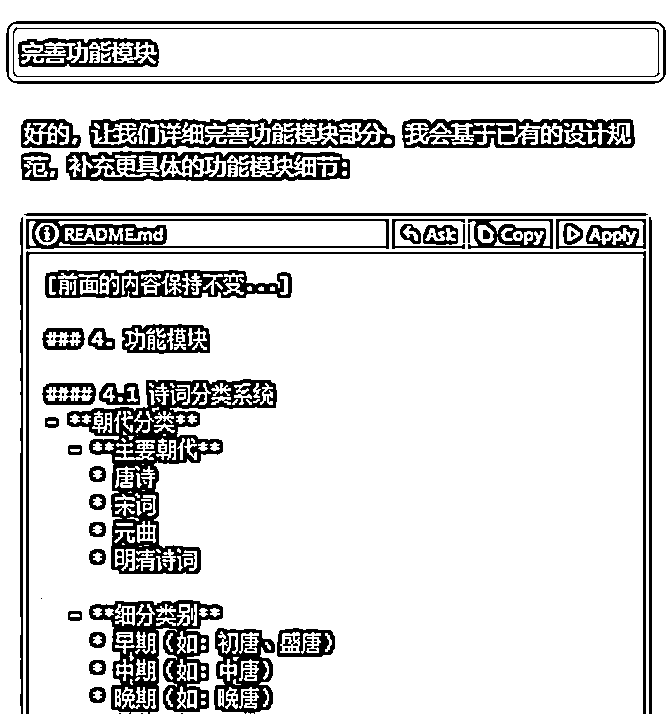 完善功能模块
好的，让我们详细完善功能模块部分。我会基于已有的设计规
范，补充更具体的功能模块细节：
README.md Ask Copy Apply
[前面的内容保持不变...]
### 4. 功能模块
#### 4.1 诗词分类系统
- **朝代分类**
- **主要朝代**
* 唐诗
* 宋词
* 元曲
* 明清诗词
- **细分类别**
* 早期（如：初唐、盛唐）
* 中期（如：中唐）
* 晚期（如：晚唐）